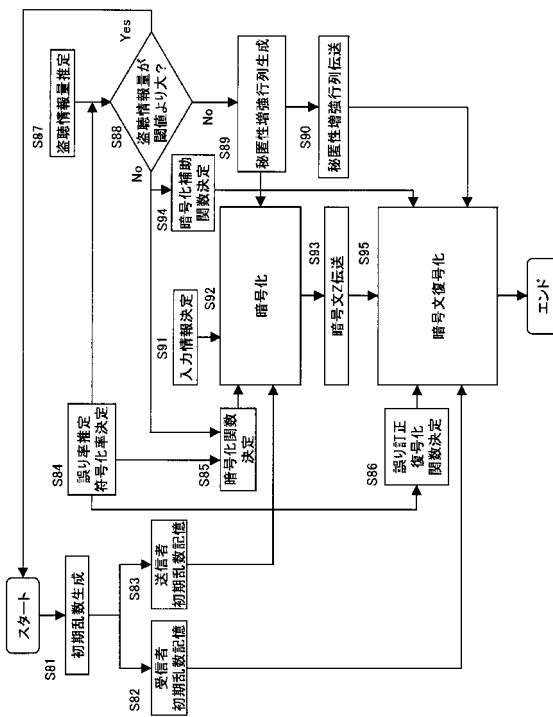 スタート
S81
初期乱数生成
S82
受信者
初期乱数記憶
S83
送信者
初期乱数記憶
S84
誤り率推定
符号化率決定
S85
暗号化関数
決定
S86
誤り訂正
復号化
関数決定
S87
盗聴情報量推定
S88
盗聴情報量が
閾値より大?
Yes
No
No
S89
秘匿性増強行列生成
S90
秘匿性増強行列伝送
S91
入力情報決定
S92
暗号化
S93
暗号文Z伝送
S94
暗号化補助
関数決定
S95
暗号文復号化
エンド